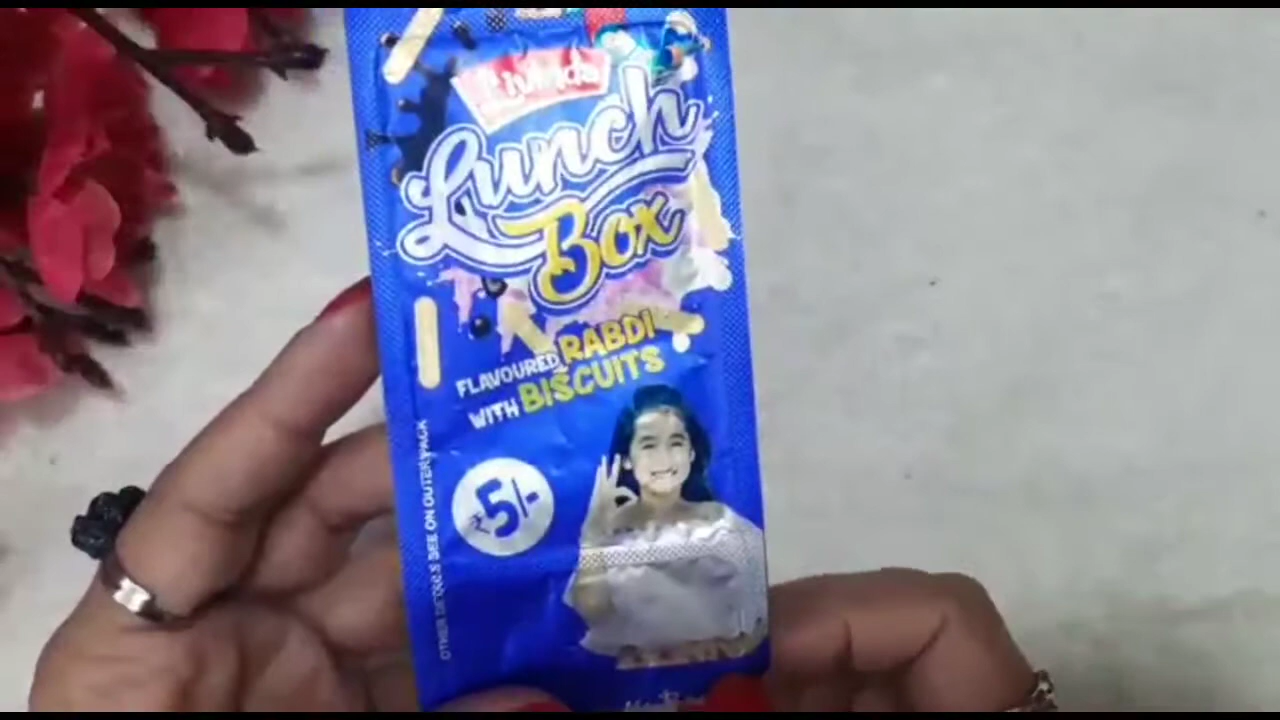 Lunch
Box
FLAVOURED RABDI
WITH BISCUITS
₹5/-
OTHER DETAILS SEE ON OUTER PACK